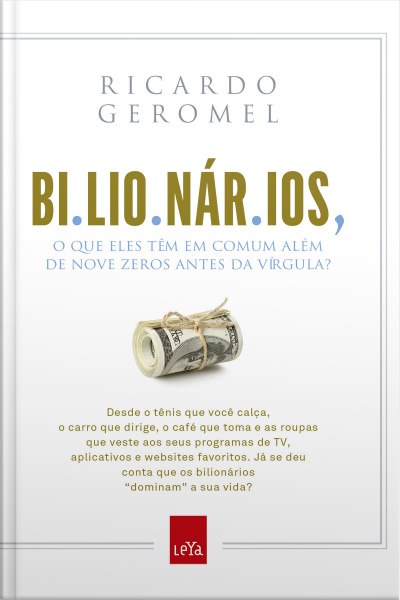 RICARDO
GEROMEL
BI.LIO.NÁR.IOS,
O QUE ELES TÊM EM COMUM ALÉM
DE NOVE ZEROS ANTES DA VÍRGULA?
Desde o tênis que você calça,
o carro que dirige, o café que toma e as roupas
que veste aos seus programas de TV,
aplicativos e websites favoritos. Já se deu
conta que os bilionários
“dominam” a sua vida?
LeYa